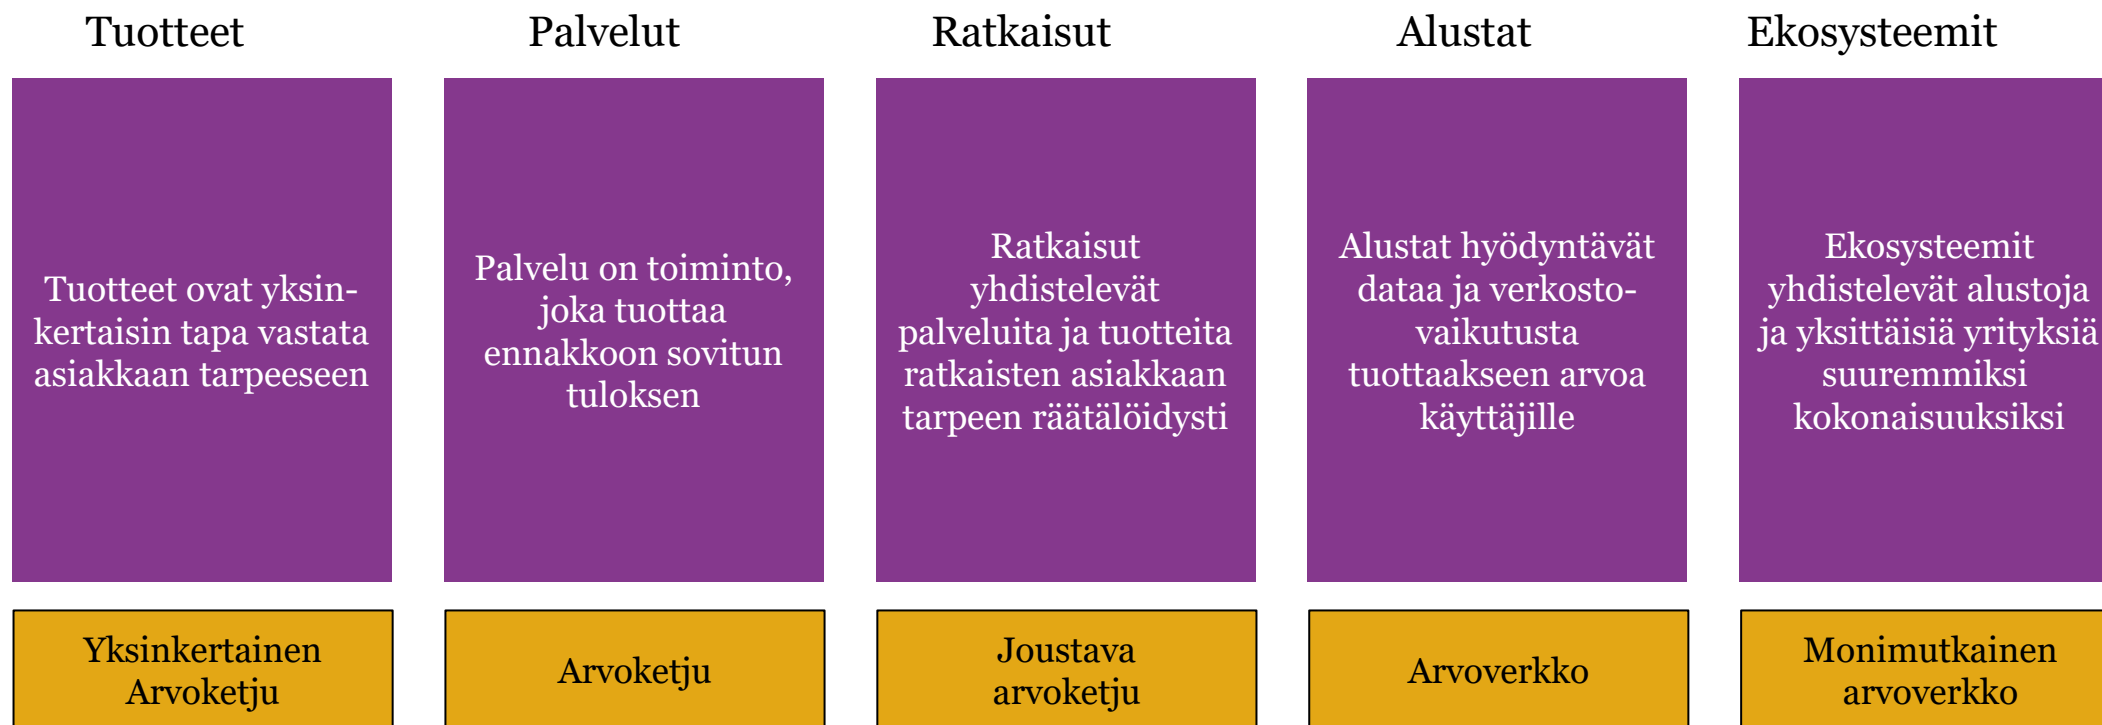 Tuotteet
Palvelut
Ratkaisut
Alustat
Ekosysteemit
Tuotteet ovat yksin-
kertaisin tapa vastata
asiakkaan tarpeeseen
Palvelu on toiminto,
joka tuottaa
ennakkoon sovitun
tuloksen
Ratkaisut
yhdistelevät
palveluita ja tuotteita
ratkaisten asiakkaan
tarpeen räätälöidysti
Alustat hyödyntävät
dataa ja verkosto-
vaikutusta
tuottaakseen arvoa
käyttäjille
Ekosysteemit
yhdistelevät alustoja
ja yksittäisiä yrityksiä
suuremmiksi
kokonaisuuksiksi
Yksinkertainen
Arvoketju
Arvoketju
Joustava
arvoketju
Arvoverkko
Monimutkainen
arvoverkko